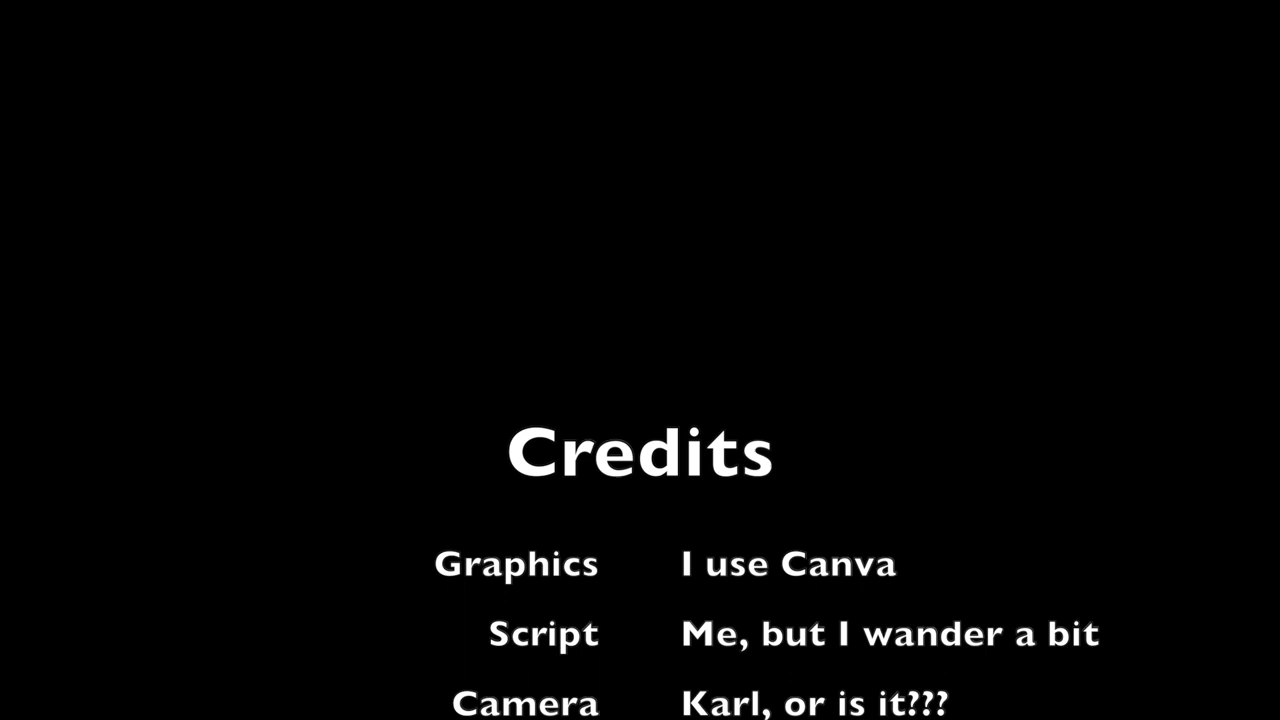 Credits
Graphics I use Canva
Script Me, but I wander a bit
Camera Karl, or is it???